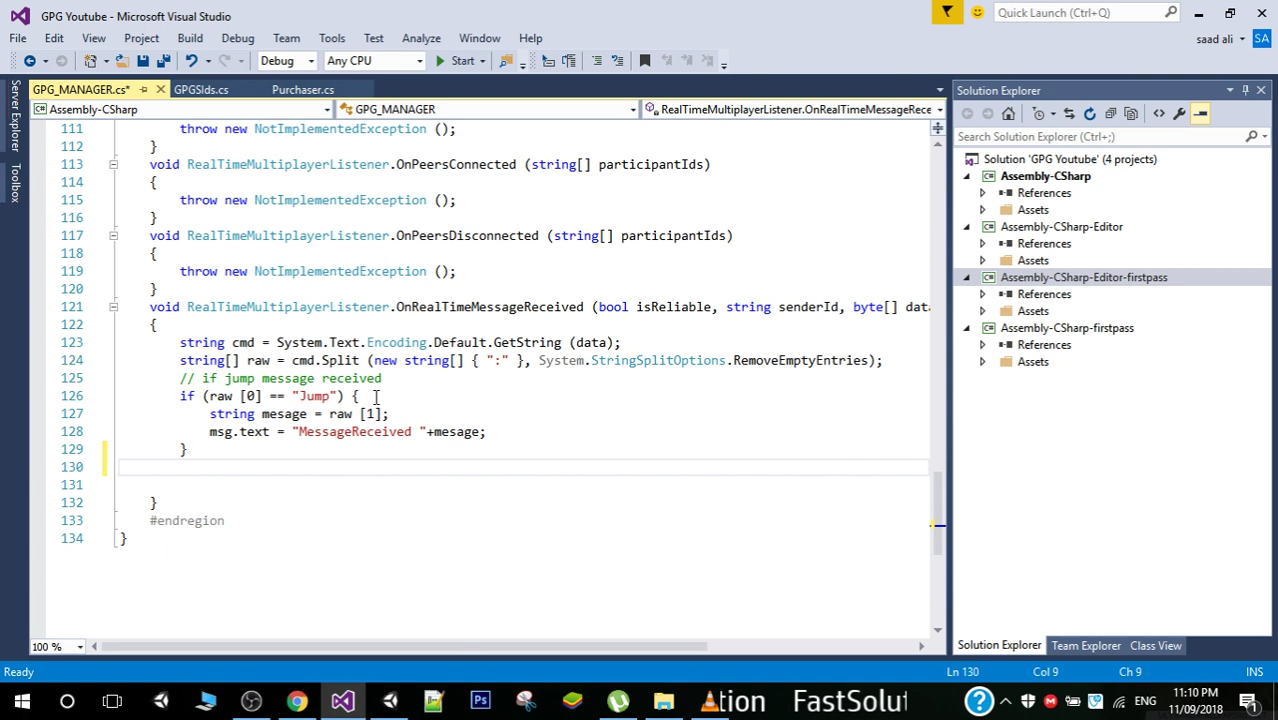 GPG Youtube - Microsoft Visual Studio
Quick Launch (Ctrl+Q)
File Edit View Project Build Debug Team Tools Test Analyze Window Help
saad ali SA
Debug Any CPU Start
GPG_MANAGER.cs* GPGSIds.cs Purchaser.cs
Assembly-CSharp GPG_MANAGER RealTimeMultiplayerListener.OnRealTimeMessageRece
Server Explorer
Toolbox
111 throw new NotImplementedException ();
112 }
113 void RealTimeMultiplayerListener.OnPeersConnected (string[] participantIds)
114 {
115 throw new NotImplementedException ();
116 }
117 void RealTimeMultiplayerListener.OnPeersDisconnected (string[] participantIds)
118 {
119 throw new NotImplementedException ();
120 }
121 void RealTimeMultiplayerListener.OnRealTimeMessageReceived (bool isReliable, string senderId, byte[] data
122 {
123 string cmd = System.Text.Encoding.Default.GetString (data);
124 string[] raw = cmd.Split (new string[] { ":" }, System.StringSplitOptions.RemoveEmptyEntries);
125 // if jump message received
126 if (raw [0] == "Jump") {
127 string mesage = raw [1];
128 msg.text = "MessageReceived "+mesage;
129 }
130
131
132 }
133 #endregion
134 }
100 %
Solution Explorer
Search Solution Explorer (Ctrl+;)
Solution 'GPG Youtube' (4 projects)
Assembly-CSharp
References
Assets
Assembly-CSharp-Editor
References
Assets
Assembly-CSharp-Editor-firstpass
References
Assets
Assembly-CSharp-firstpass
References
Assets
Solution Explorer Team Explorer Class View
Ready Ln 130 Col 9 Ch 9 INS
FastSolut
ENG
11:10 PM
11/09/2018